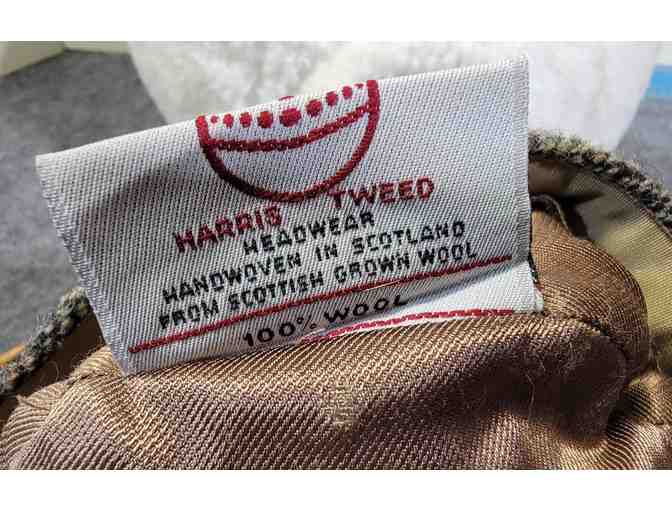 HARRIS TWEED
HEADWEAR
HANDWOVEN IN SCOTLAND
FROM SCOTTISH GROWN WOOL
100% WOOL